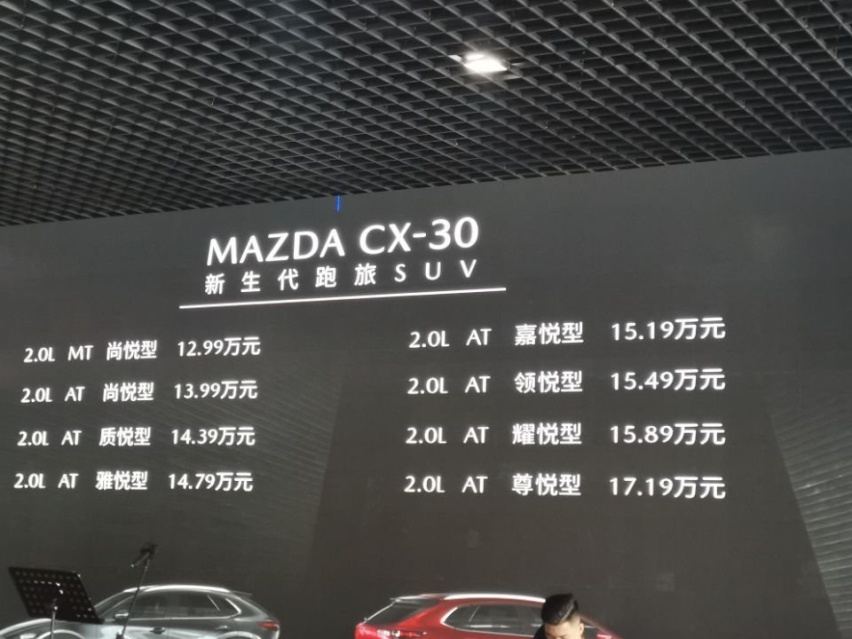 MAZDA CX-30
新生代跑旅SUV
2.0L MT 尚悦型 12.99万元
2.0L AT 尚悦型 13.99万元
2.0L AT 质悦型 14.39万元
2.0L AT 雅悦型 14.79万元
2.0L AT 嘉悦型 15.19万元
2.0L AT 领悦型 15.49万元
2.0L AT 耀悦型 15.89万元
2.0L AT 尊悦型 17.19万元